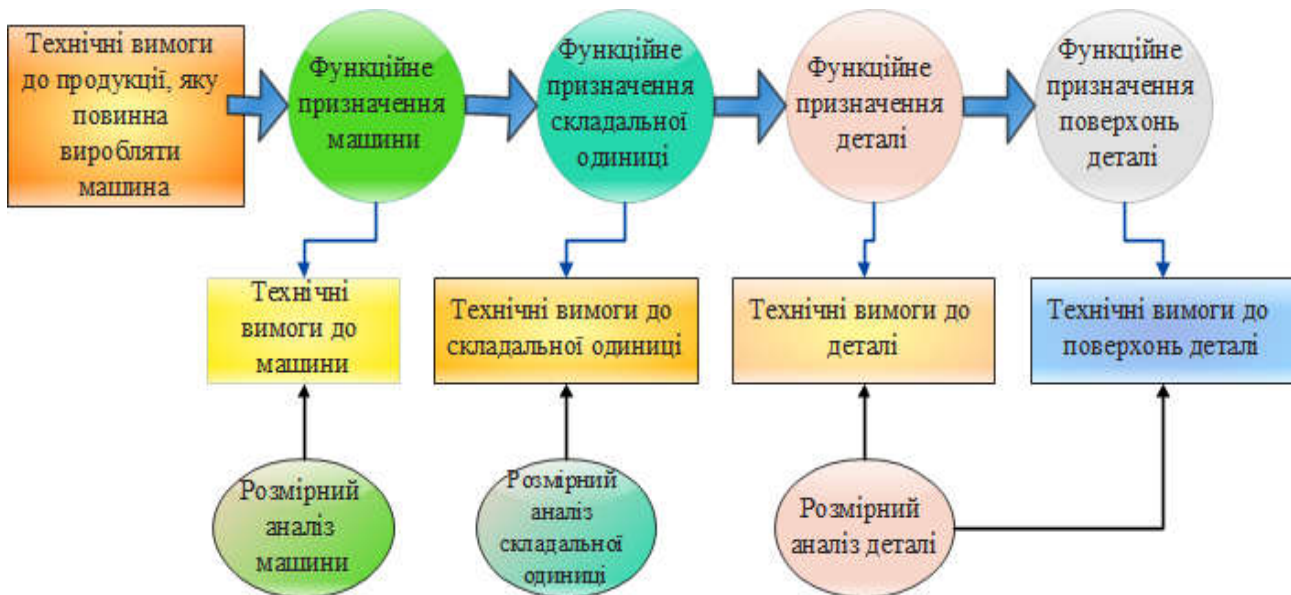 Технічні вимоги
до продукції, яку
повинна
виробляти
машина
Функційне
призначення
машини
Функційне
призначення
складальної
одиниці
Функційне
призначення
деталі
Функційне
призначення
поверхонь
деталі
Технічні
вимоги до
машини
Технічні вимоги до
складальної одиниці
Технічні вимоги до
деталі
Технічні вимоги до
поверхонь деталі
Розмірний
аналіз
машини
Розмірний
аналіз
складальної
одиниці
Розмірний
аналіз деталі